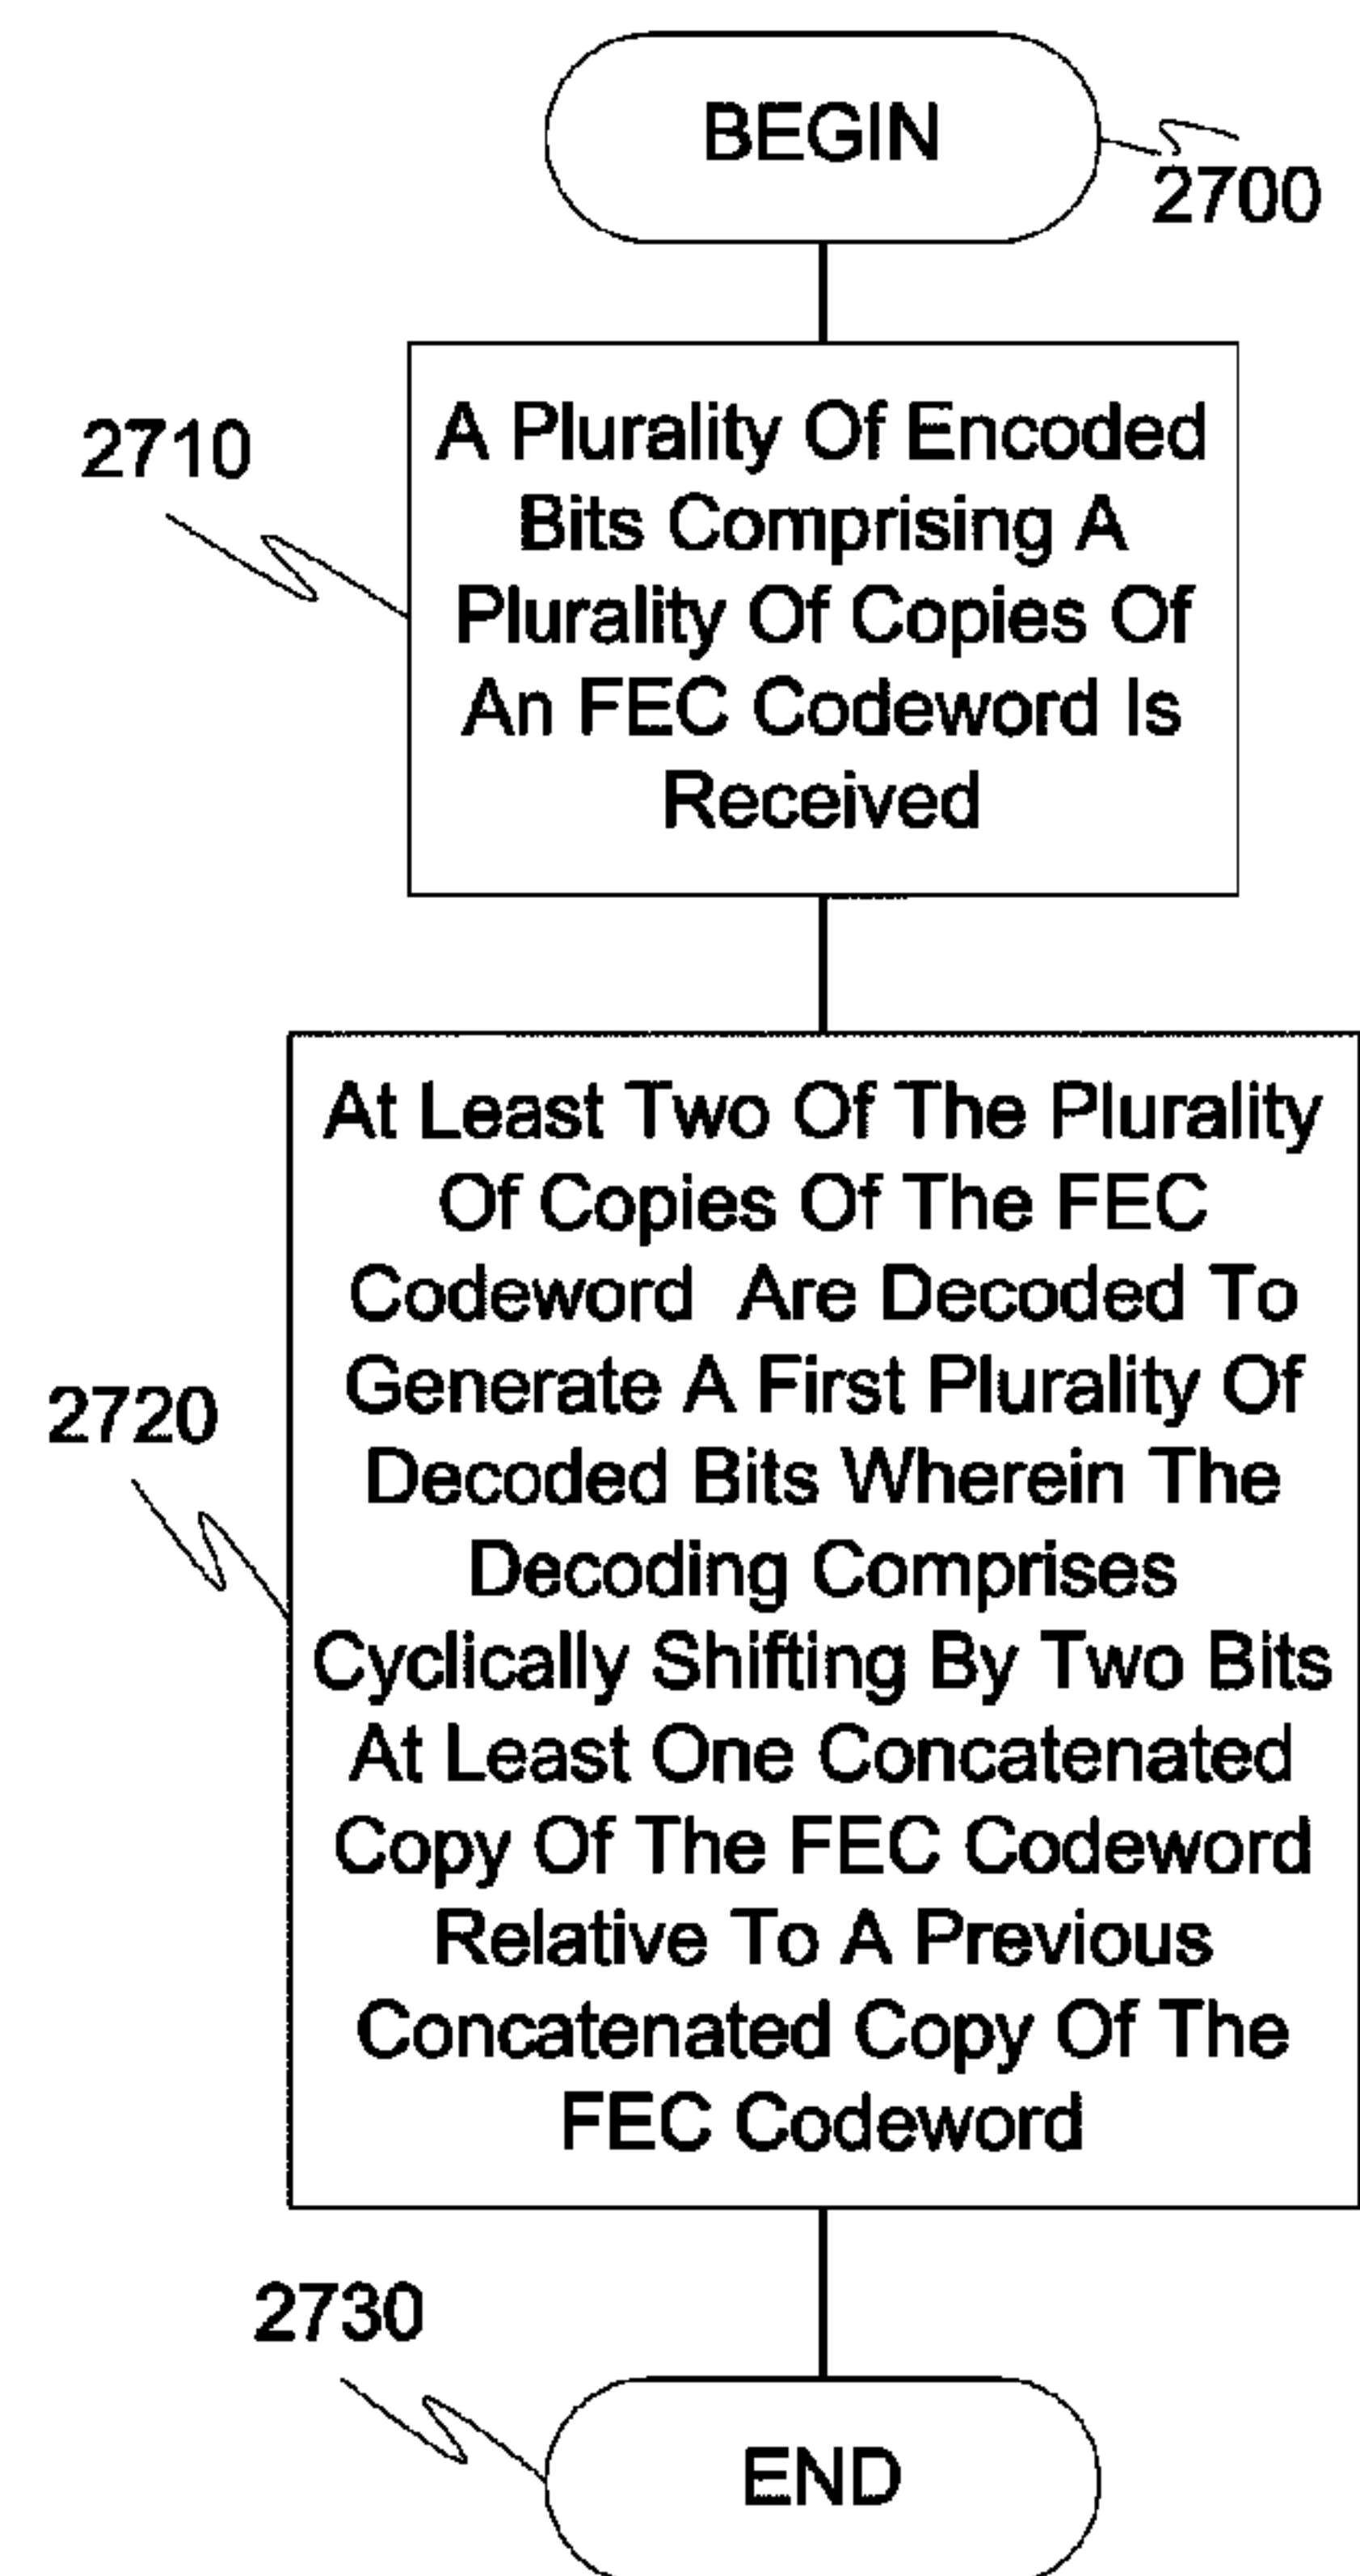 BEGIN
2700
2710
A Plurality Of Encoded
Bits Comprising A
Plurality Of Copies Of
An FEC Codeword Is
Received
At Least Two Of The Plurality
Of Copies Of The FEC
Codeword Are Decoded To
Generate A First Plurality Of
Decoded Bits Wherein The
Decoding Comprises
Cyclically Shifting By Two Bits
At Least One Concatenated
Copy Of The FEC Codeword
Relative To A Previous
Concatenated Copy Of The
FEC Codeword
2720
2730
END